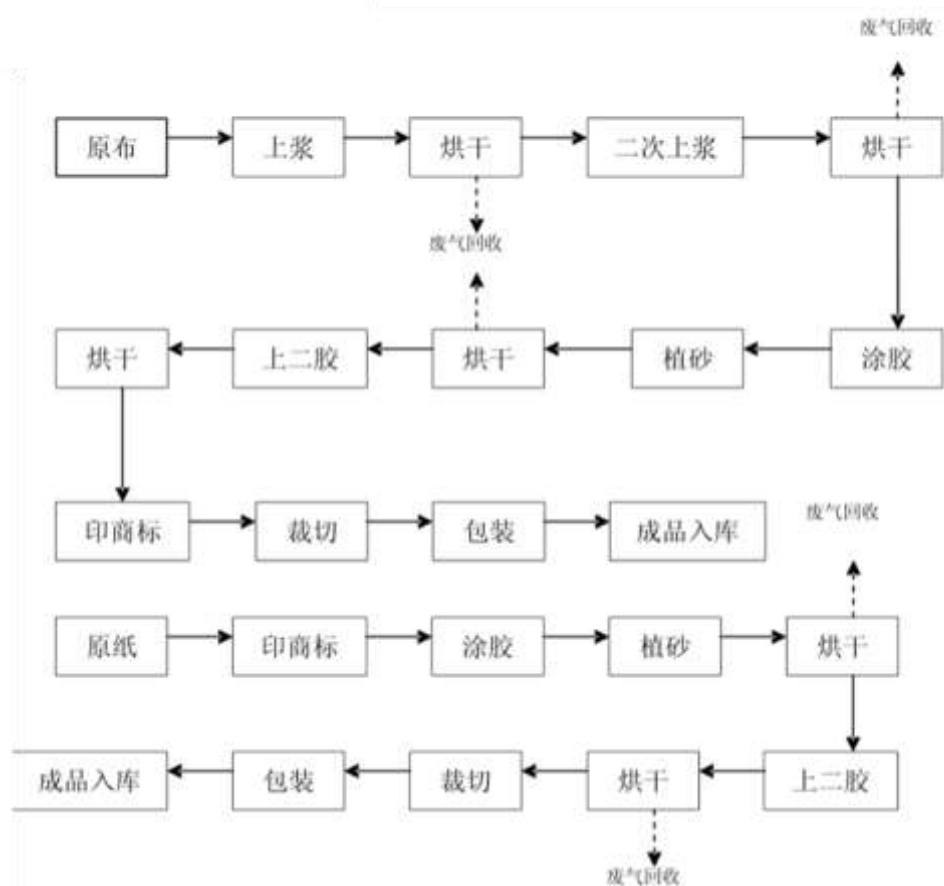 废气回收
原布 上浆 烘干 二次上浆 烘干
废气回收
烘干 上二胶 烘干 植砂 涂胶
印商标 裁切 包装 成品入库
废气回收
原纸 印商标 涂胶 植砂 烘干
成品入库 包装 裁切 烘干 上二胶
废气回收